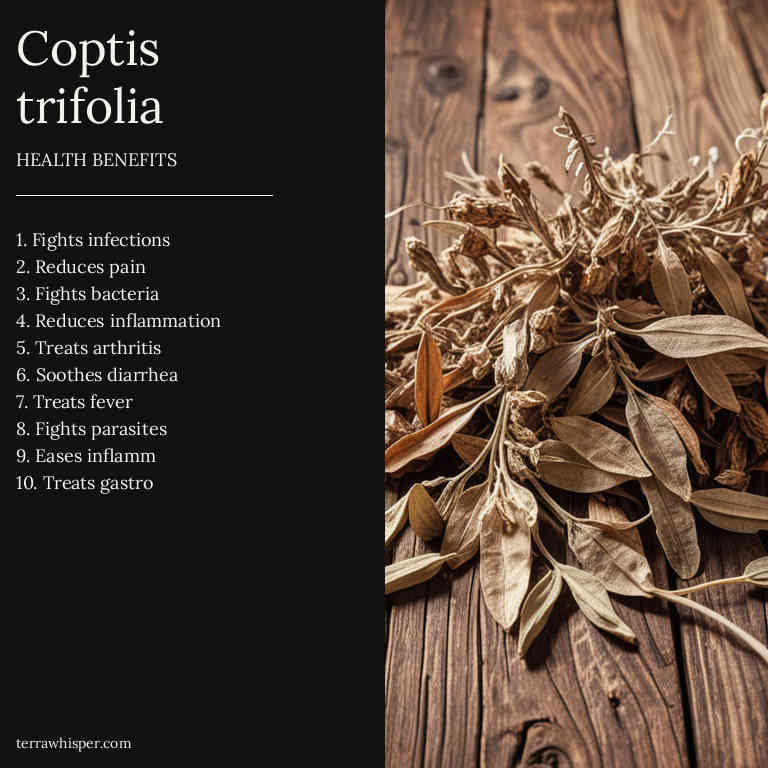 Coptis
trifolia
HEALTH BENEFITS
1. Fights infections
2. Reduces pain
3. Fights bacteria
4. Reduces inflammation
5. Treats arthritis
6. Soothes diarrhea
7. Treats fever
8. Fights parasites
9. Eases inflamm
10. Treats gastro
terrawhisper.com